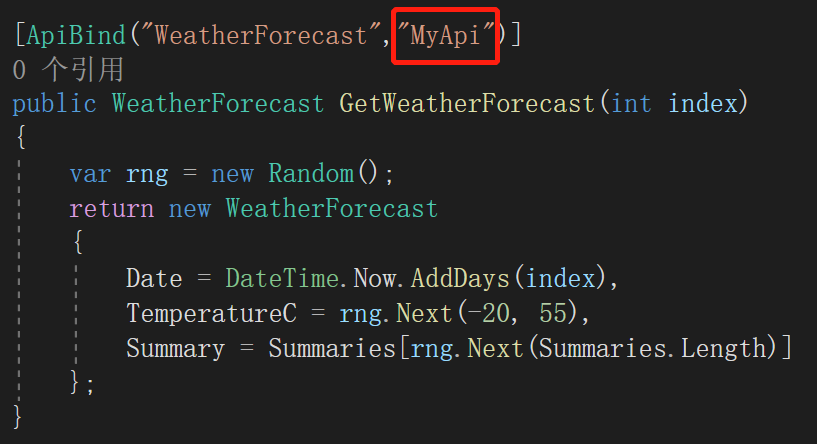 [ApiBind("WeatherForecast","MyApi")]
0 个引用
public WeatherForecast GetWeatherForecast(int index)
{
    var rng = new Random();
    return new WeatherForecast
    {
        Date = DateTime.Now.AddDays(index),
        TemperatureC = rng.Next(-20, 55),
        Summary = Summaries[rng.Next(Summaries.Length)]
    };
}